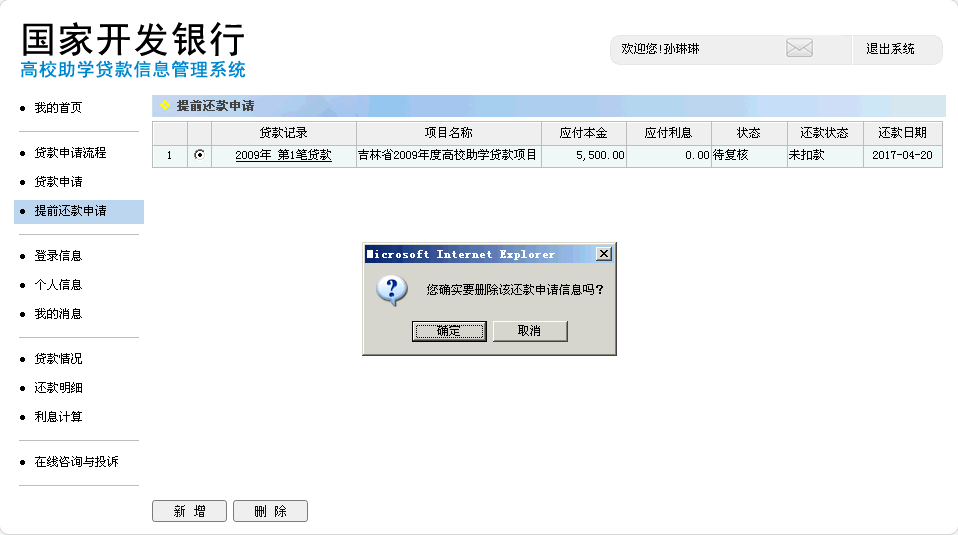 国家开发银行
高校助学贷款信息管理系统
欢迎您!孙琳琳
退出系统
我的首页
贷款申请流程
贷款申请
提前还款申请
登录信息
个人信息
我的消息
贷款情况
还款明细
利息计算
在线咨询与投诉
提前还款申请
贷款记录 项目名称 应付本金 应付利息 状态 还款状态 还款日期
1 2009年 第1笔贷款 吉林省2009年度高校助学贷款项目 5,500.00 0.00 待复核 未扣款 2017-04-20
Microsoft Internet Explorer
您确实要删除该还款申请信息吗?
确定 取消
新 增 删 除